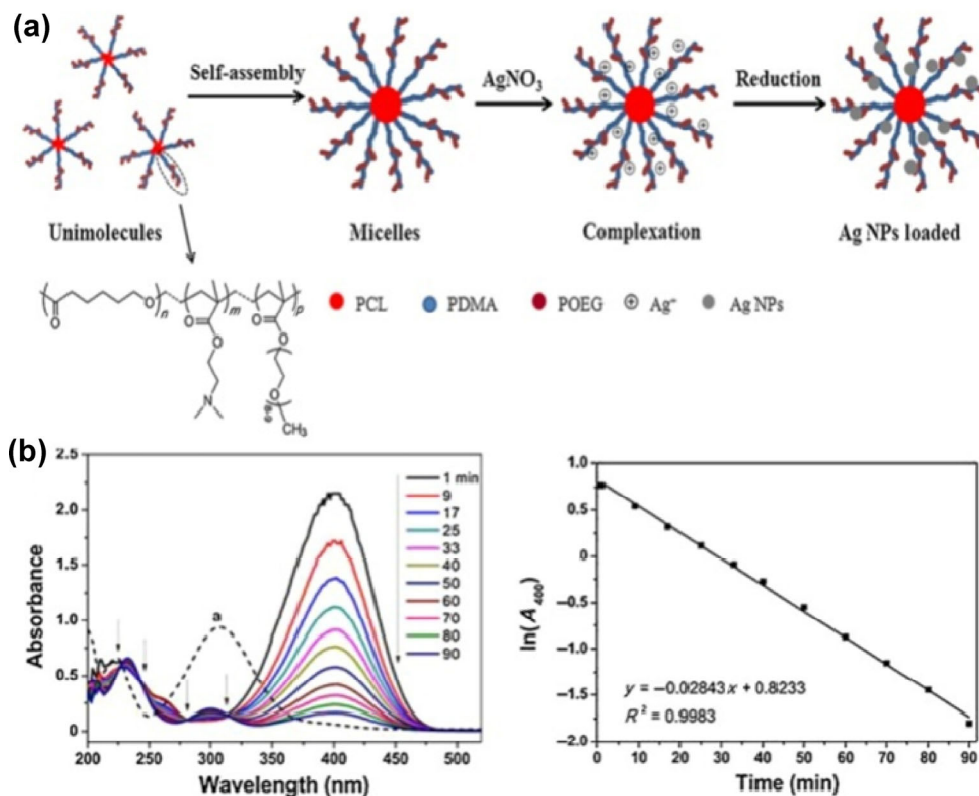 (a)
Self-assembly
AgNO₃
Reduction
Unimolecules
Micelles
Complexation
Ag NPs loaded
O
O
n
m
p
O
O
O
O
N
O
8-9
CH₃
PCL
PDMA
POEG
Ag⁺
Ag NPs
(b)
2.5
2.0
1.5
1.0
0.5
0
Absorbance
200 250 300 350 400 450 500
Wavelength (nm)
a
1 min
9
17
25
33
40
50
60
70
80
90
1.0
0.5
0
−0.5
−1.0
−1.5
−2.0
ln(A₄₀₀)
y = −0.02843x + 0.8233
R² = 0.9983
0 10 20 30 40 50 60 70 80 90
Time (min)